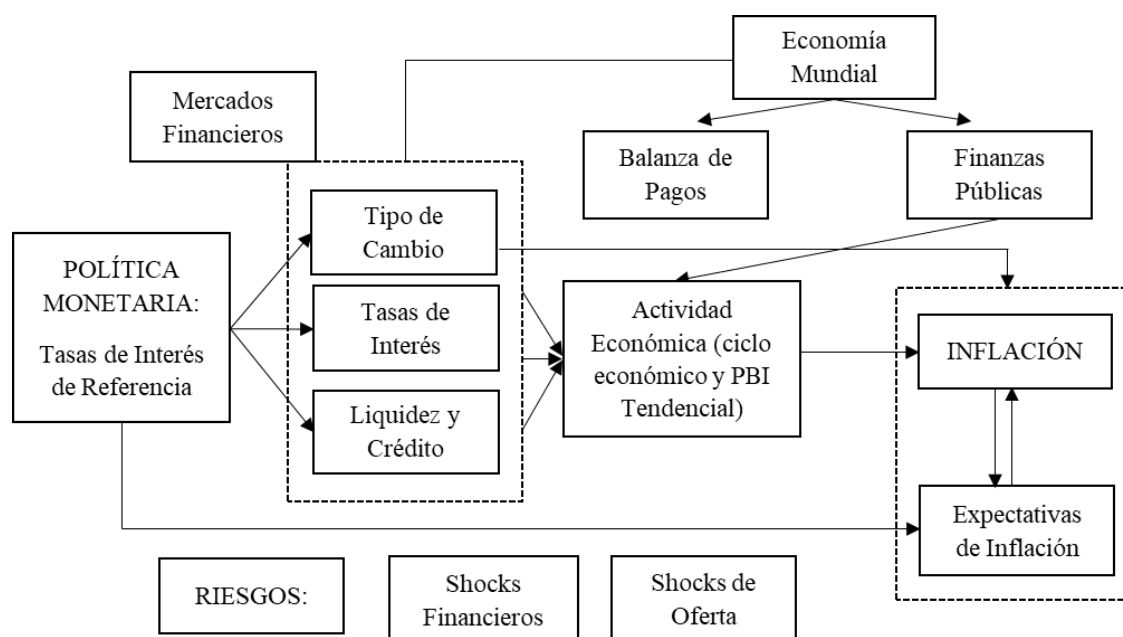 Economía
Mundial
Mercados
Financieros
Balanza de
Pagos
Finanzas
Públicas
Tipo de
Cambio
POLÍTICA
MONETARIA:
Tasas de Interés
de Referencia
Tasas de
Interés
Actividad
Económica (ciclo
económico y PBI
Tendencial)
INFLACIÓN
Liquidez y
Crédito
Expectativas
de Inflación
RIESGOS:
Shocks
Financieros
Shocks de
Oferta